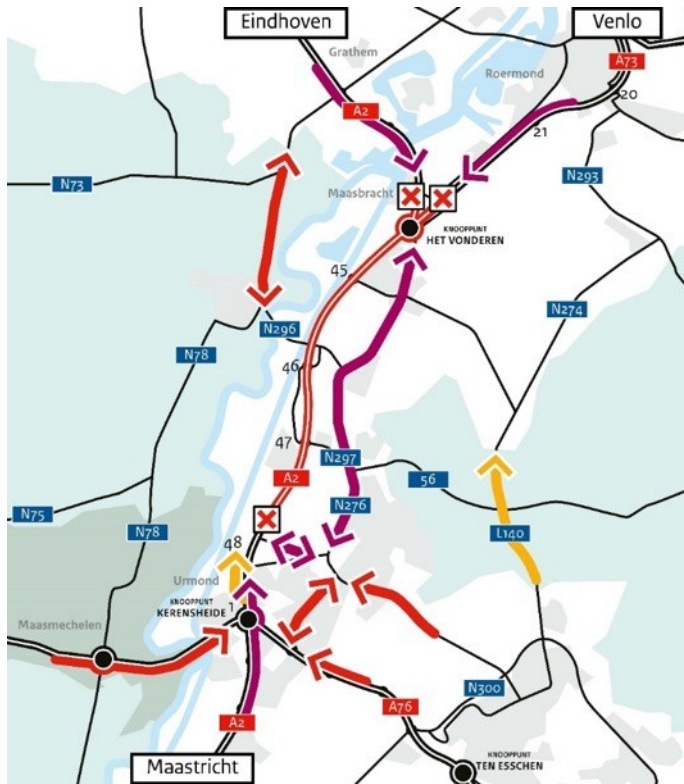 Eindhoven
Venlo
Grathem
Roermond
A73
20
A2
21
N293
N73
Maasbracht
KNOOPPUNT
HET VONDEREN
45
N274
N296
N78
46
47
N297
A2
56
N276
N75
N78
48
L140
Urmond
KNOOPPUNT
KERENSHEIDE
1
Maasmechelen
N300
A76
A2
KNOOPPUNT
TEN ESSCHEN
Maastricht